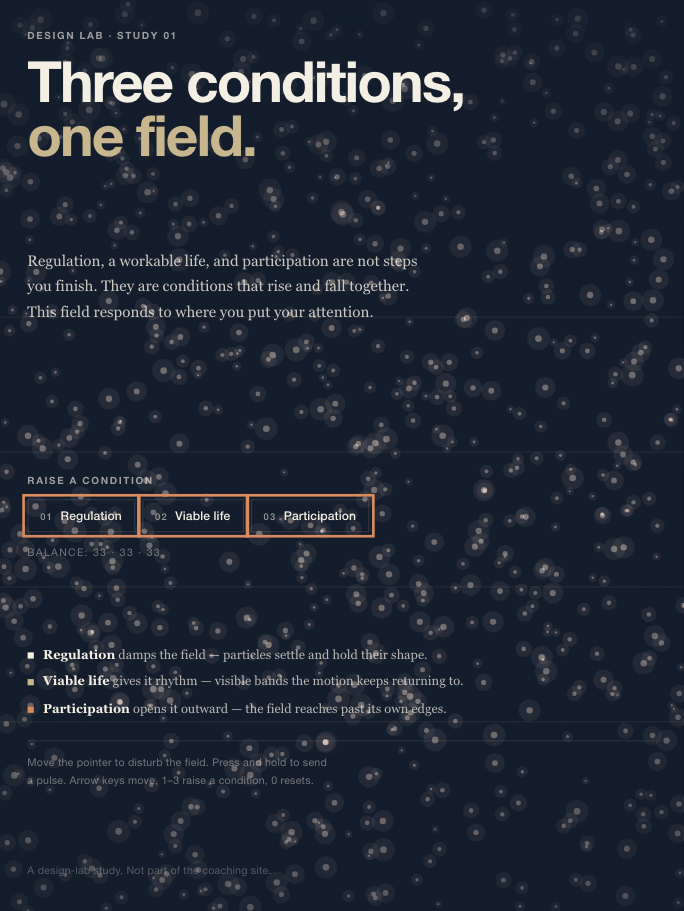 DESIGN LAB · STUDY 01
Three conditions,
one field.
Regulation, a workable life, and participation are not steps
you finish. They are conditions that rise and fall together.
This field responds to where you put your attention.
RAISE A CONDITION
01 Regulation 02 Viable life 03 Participation
BALANCE: 33 · 33 · 33
Regulation damps the field — particles settle and hold their shape.
Viable life gives it rhythm — visible bands the motion keeps returning to.
Participation opens it outward — the field reaches past its own edges.
Move the pointer to disturb the field. Press and hold to send
a pulse. Arrow keys move, 1–3 raise a condition, 0 resets.
A design-lab study. Not part of the coaching site.